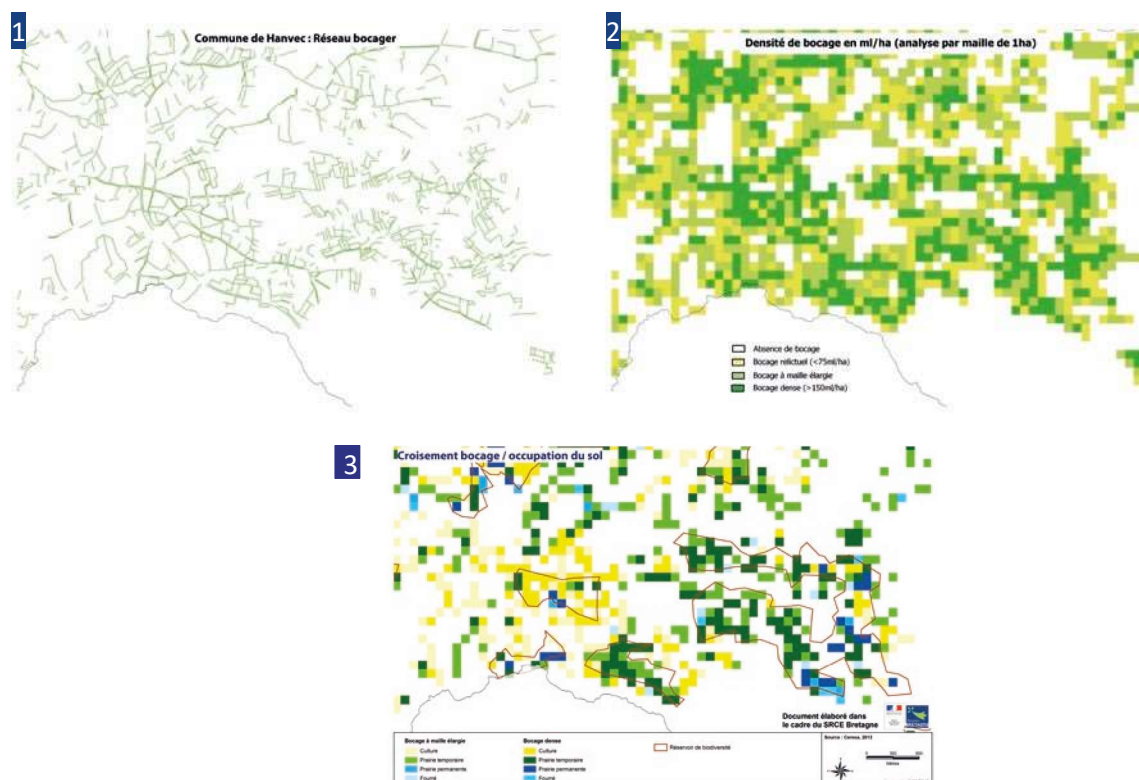 1
Commune de Hanvec : Réseau bocager
2
Densité de bocage en ml/ha (analyse par maille de 1ha)
Absence de bocage
Bocage relictuel (<75ml/ha)
Bocage à maille élargie
Bocage dense (>150ml/ha)
3
Croisement bocage / occupation du sol
Document élaboré dans
le cadre du SRCE Bretagne
Bocage à maille élargie
Culture
Prairie temporaire
Prairie permanente
Fourré
Bocage dense
Culture
Prairie temporaire
Prairie permanente
Fourré
Réservoir de biodiversité
Source : Ceresa, 2013
Mètres